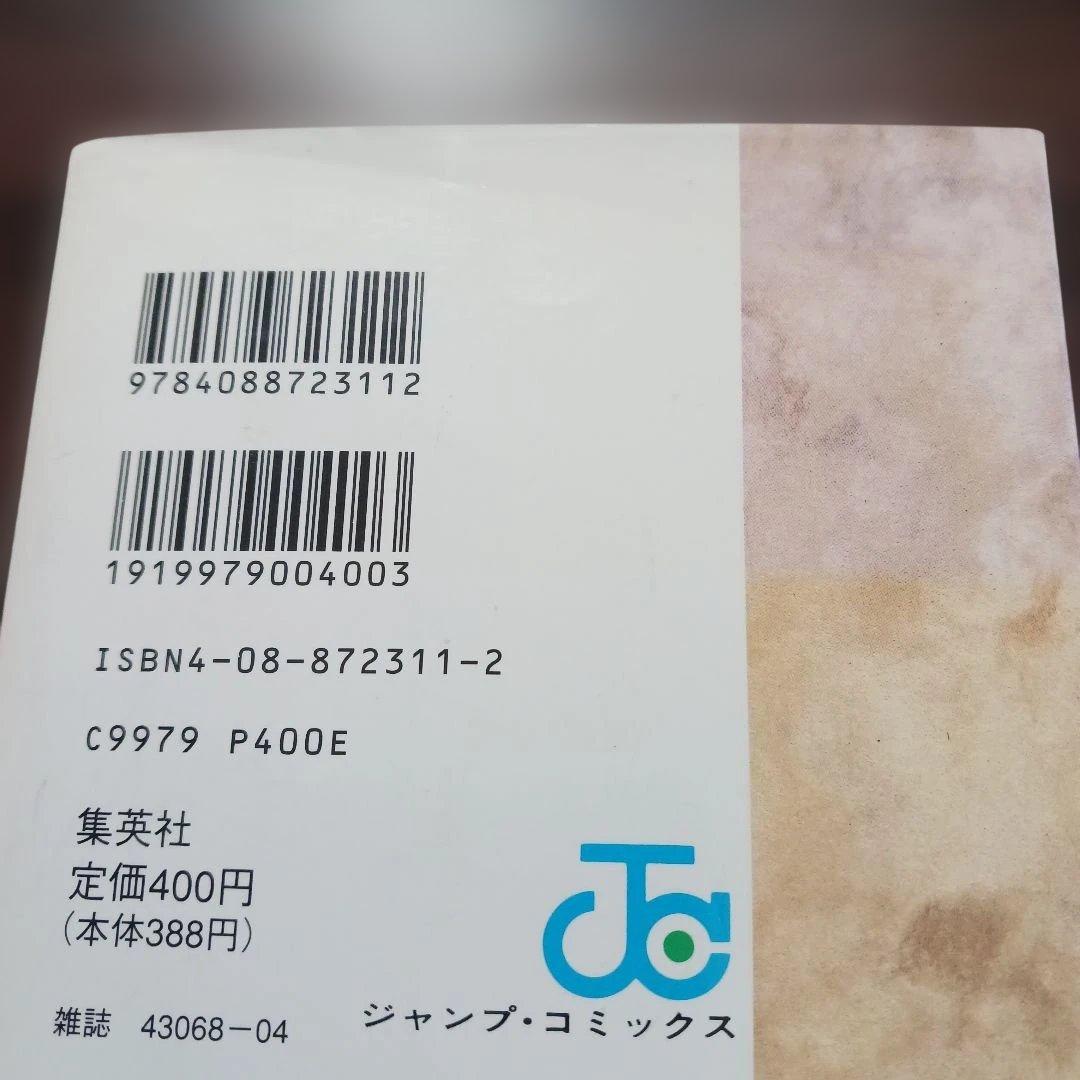 9784088723112
1919979004003
ISBN4-08-872311-2
C9979 P400E
集英社
定価400円
(本体388円)
雑誌 43068-04
JC
ジャンプ・コミックス